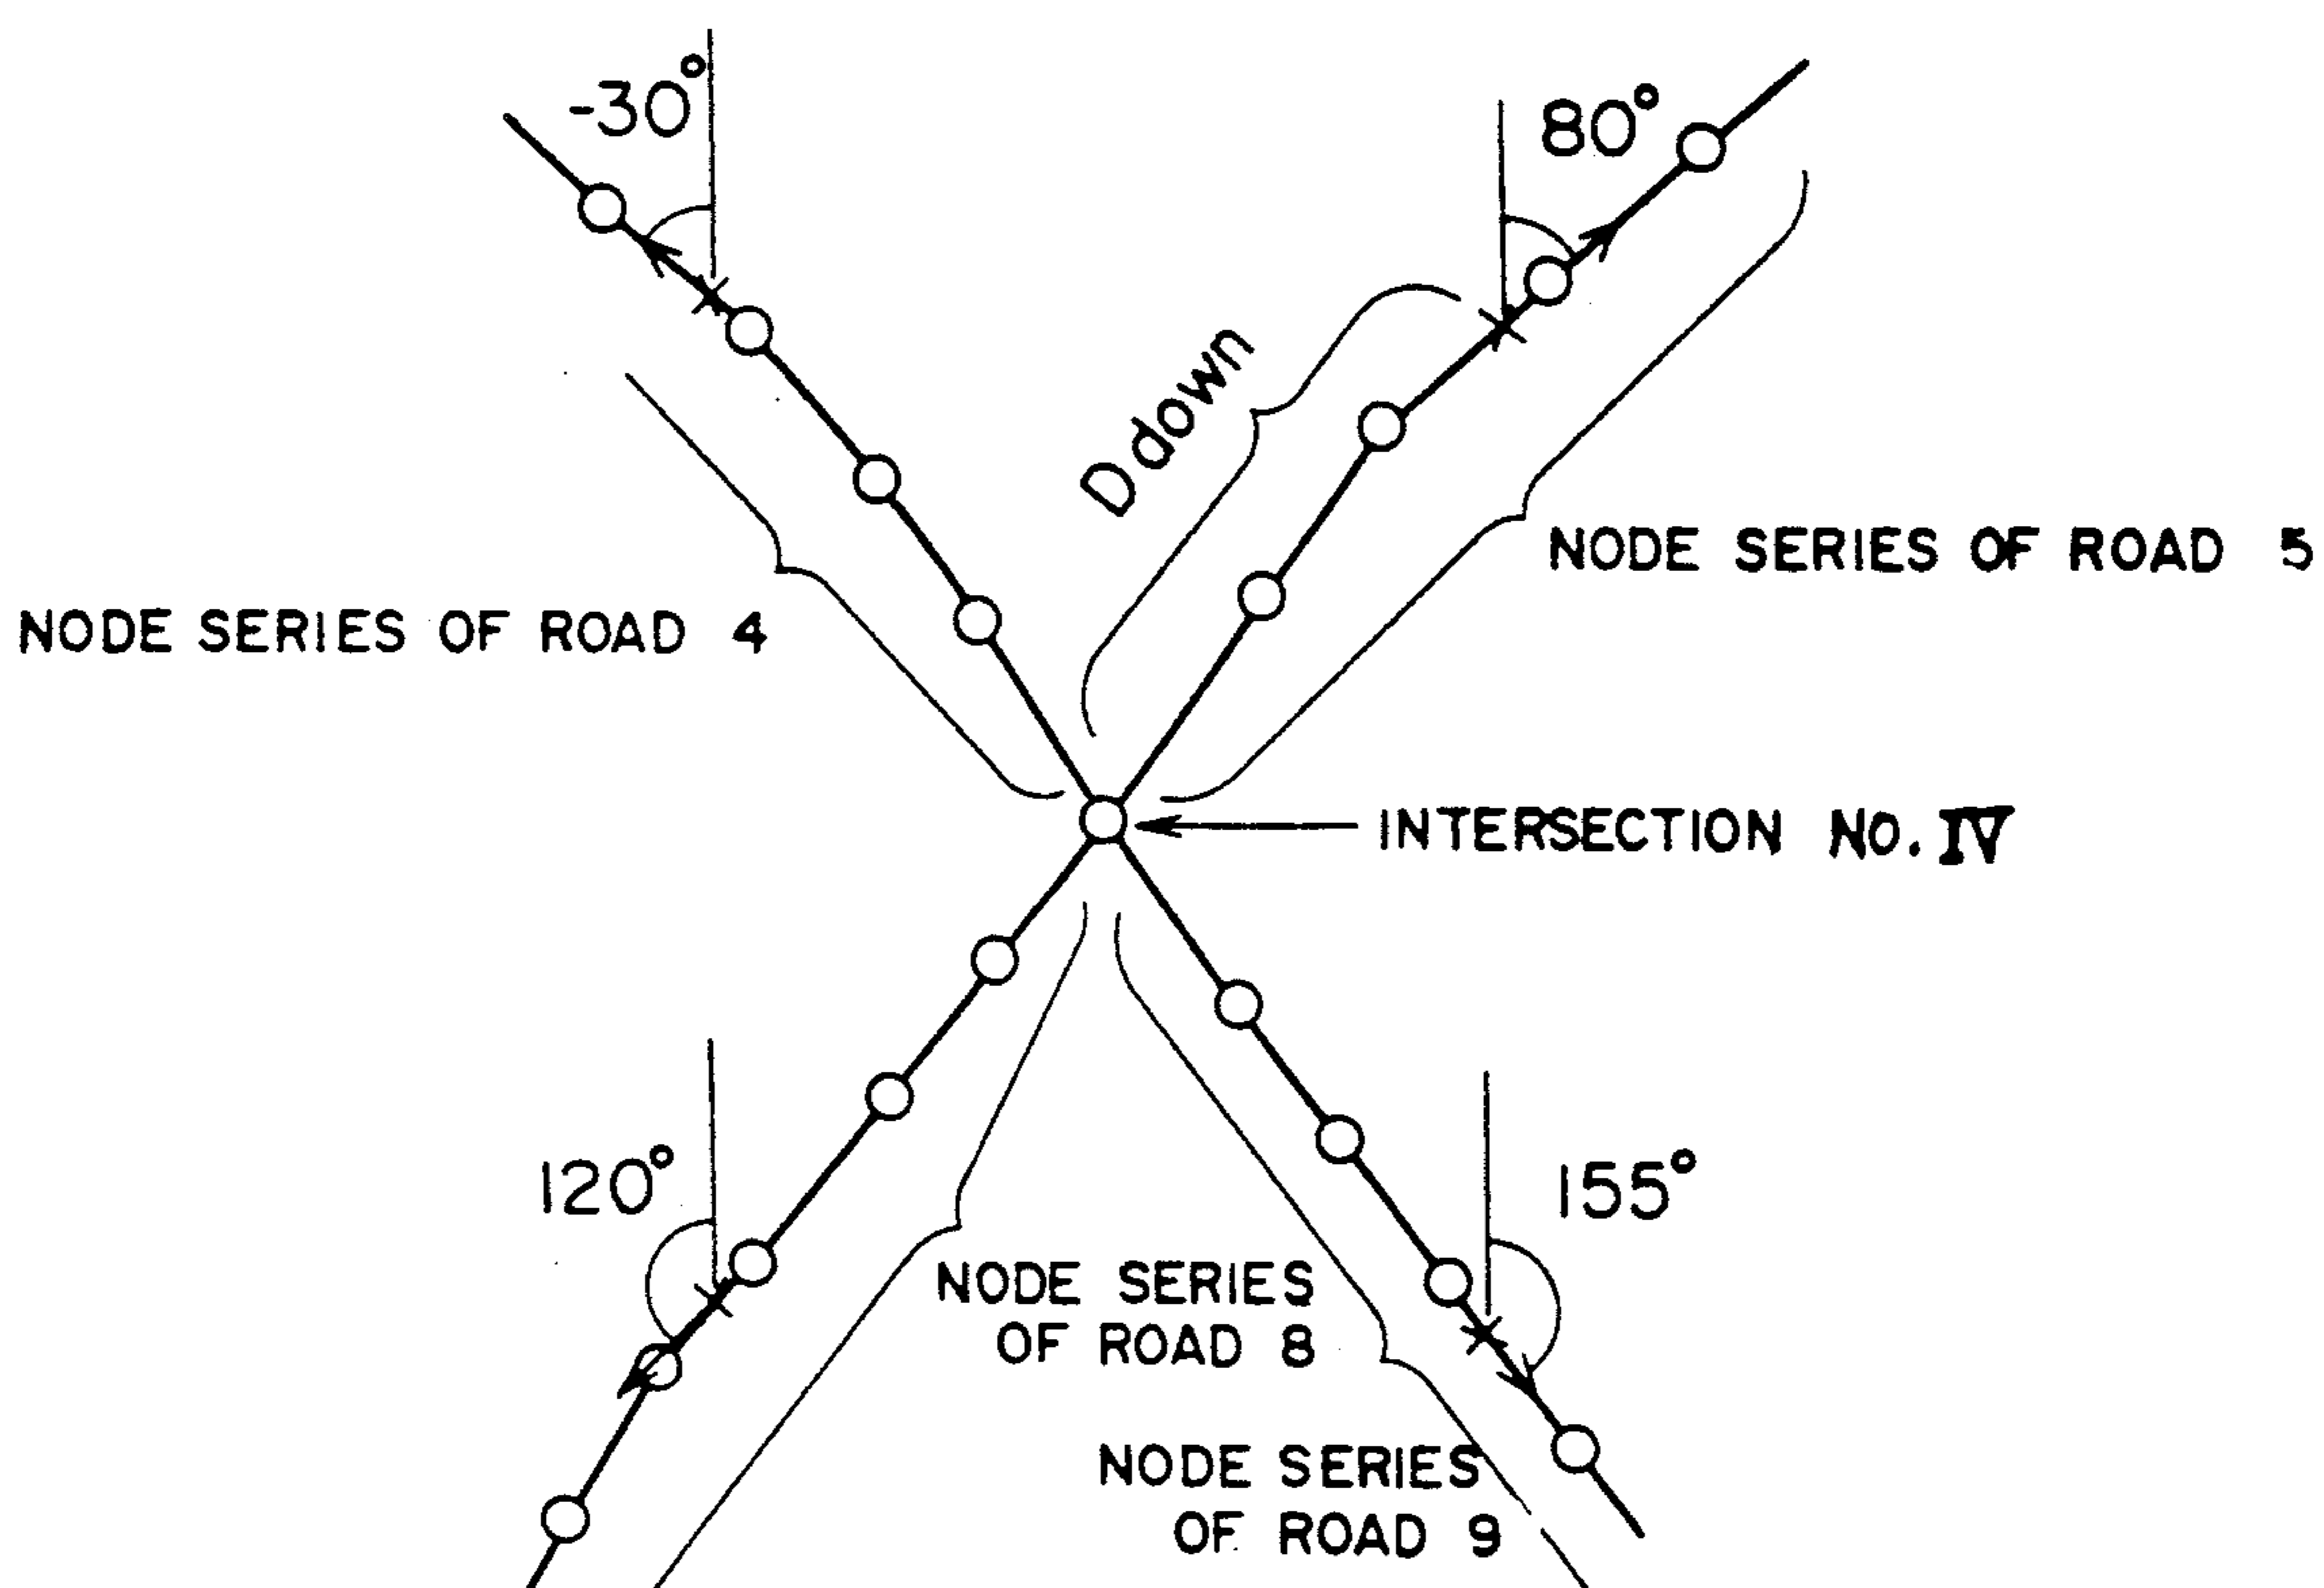 -30°
80°
D down
NODE SERIES OF ROAD 5
NODE SERIES OF ROAD 4
INTERSECTION NO. IV
120°
155°
NODE SERIES
OF ROAD 8
NODE SERIES
OF ROAD 9